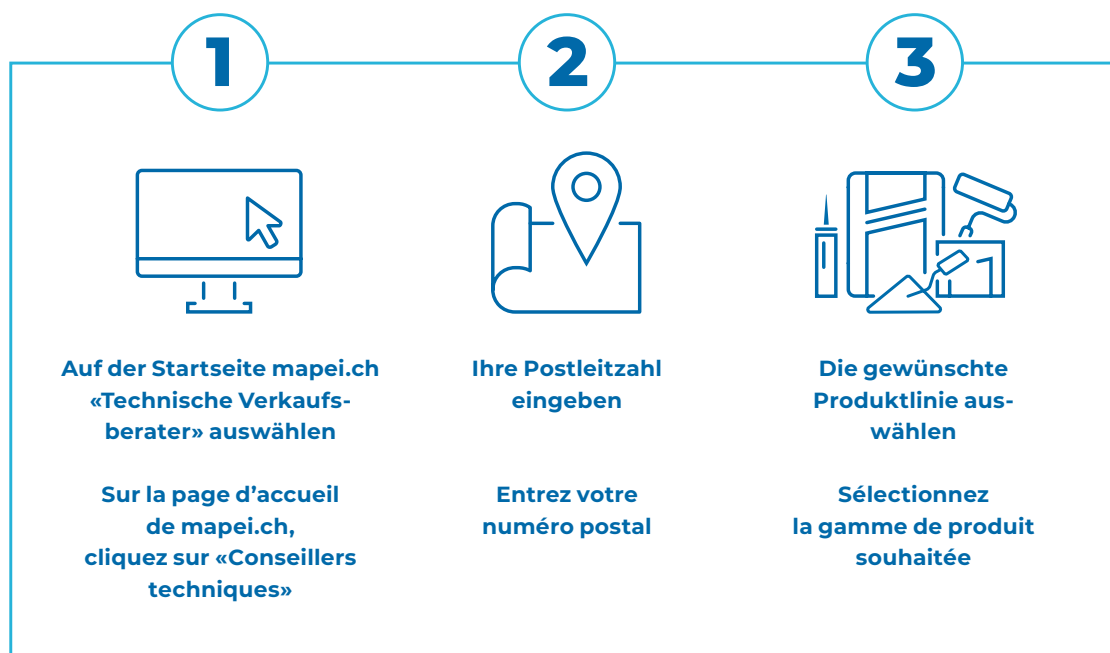 1
Auf der Startseite mapei.ch
«Technische Verkaufs-
berater» auswählen
Sur la page d’accueil
de mapei.ch,
cliquez sur «Conseillers
techniques»
2
Ihre Postleitzahl
eingeben
Entrez votre
numéro postal
3
Die gewünschte
Produktlinie aus-
wählen
Sélectionnez
la gamme de produit
souhaitée